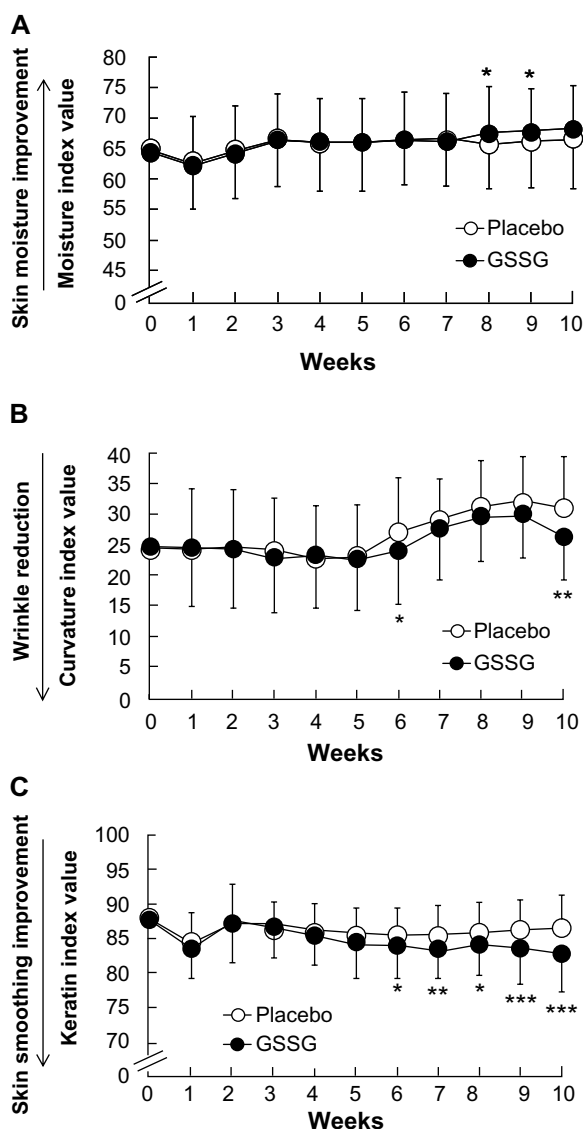 A
Skin moisture improvement
Moisture index value
80
75
70
65
60
55
50
45
0
* *
Placebo
GSSG
0 1 2 3 4 5 6 7 8 9 10
Weeks
B
Wrinkle reduction
Curvature index value
40
35
30
25
20
15
10
5
0
* **
Placebo
GSSG
0 1 2 3 4 5 6 7 8 9 10
Weeks
C
Skin smoothing improvement
Keratin index value
100
95
90
85
80
75
70
0
* ** * *** ***
Placebo
GSSG
0 1 2 3 4 5 6 7 8 9 10
Weeks